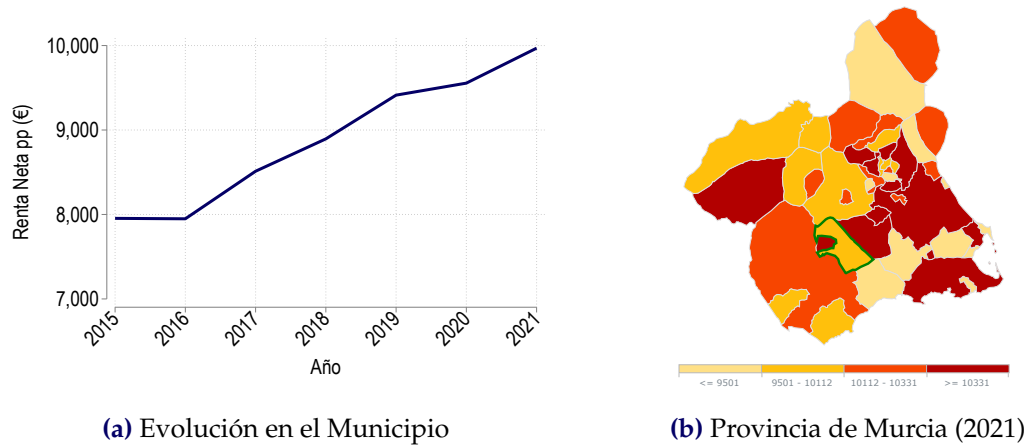 10,000
9,000
8,000
7,000
Renta Neta pp (€)
2015
2016
2017
2018
2019
2020
2021
Año
(a) Evolución en el Municipio
<= 9501
9501 - 10112
10112 - 10331
>= 10331
(b) Provincia de Murcia (2021)